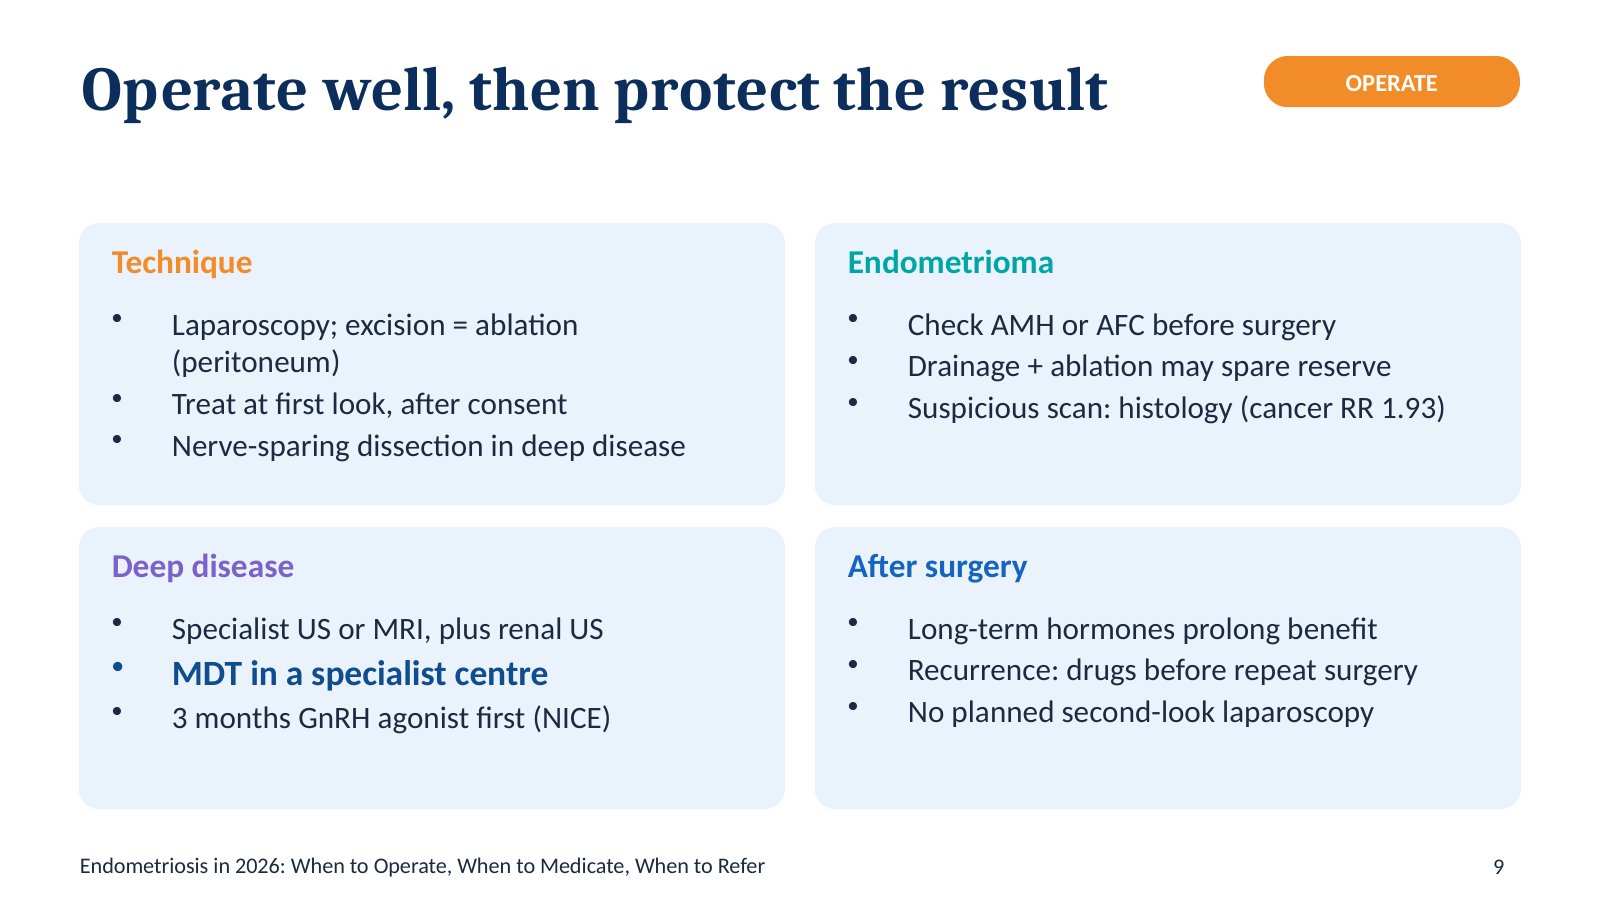 Operate well, then protect the result
OPERATE
Technique
• Laparoscopy; excision = ablation
(peritoneum)
• Treat at first look, after consent
• Nerve-sparing dissection in deep disease
Endometrioma
• Check AMH or AFC before surgery
• Drainage + ablation may spare reserve
• Suspicious scan: histology (cancer RR 1.93)
Deep disease
• Specialist US or MRI, plus renal US
• MDT in a specialist centre
• 3 months GnRH agonist first (NICE)
After surgery
• Long-term hormones prolong benefit
• Recurrence: drugs before repeat surgery
• No planned second-look laparoscopy
Endometriosis in 2026: When to Operate, When to Medicate, When to Refer
9